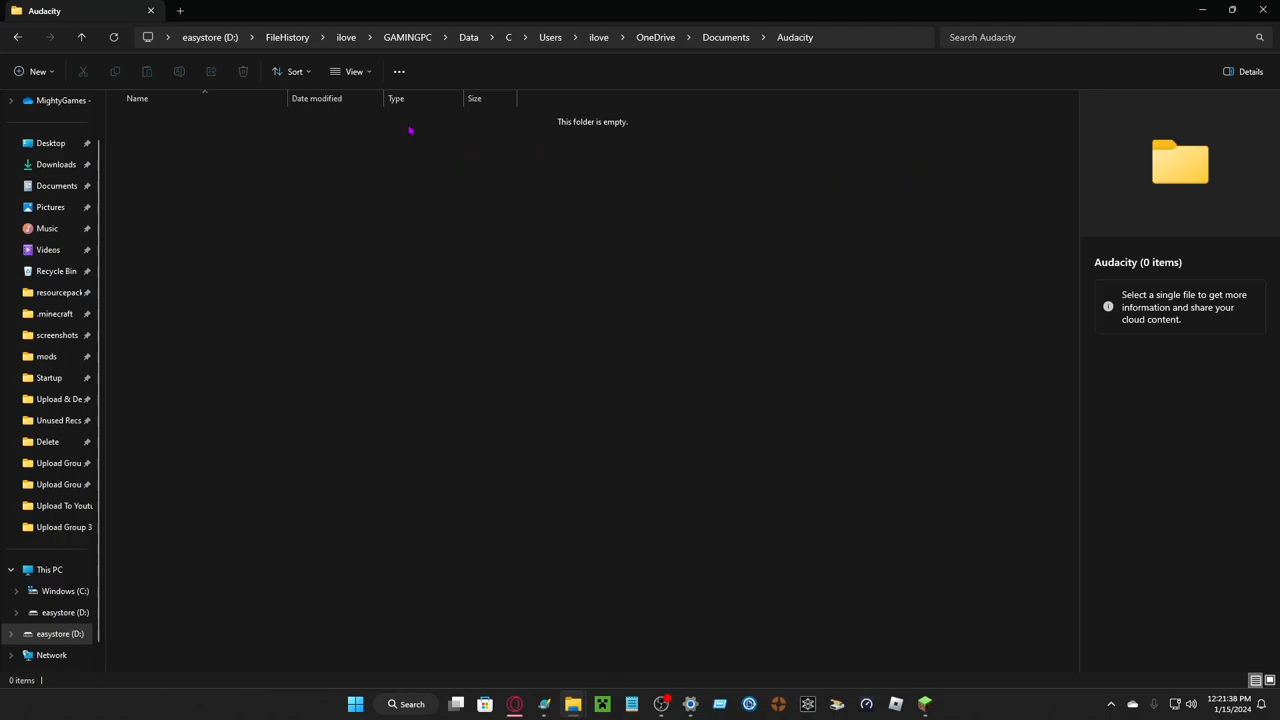 Audacity
easystore (D:) > FileHistory > ilove > GAMINGPC > Data > C > Users > ilove > OneDrive > Documents > Audacity
Search Audacity
New
Sort
View
Details
Name
Date modified
Type
Size
This folder is empty.
MightyGames -
Desktop
Downloads
Documents
Pictures
Music
Videos
Recycle Bin
resourcepack
.minecraft
screenshots
mods
Startup
Upload & De
Unused Recs
Delete
Upload Grou
Upload Grou
Upload To Youtu
Upload Group 3
This PC
Windows (C:)
easystore (D:)
easystore (D:)
Network
Audacity (0 items)
Select a single file to get more
information and share your
cloud content.
0 items
Search
12:21:38 PM
1/15/2024